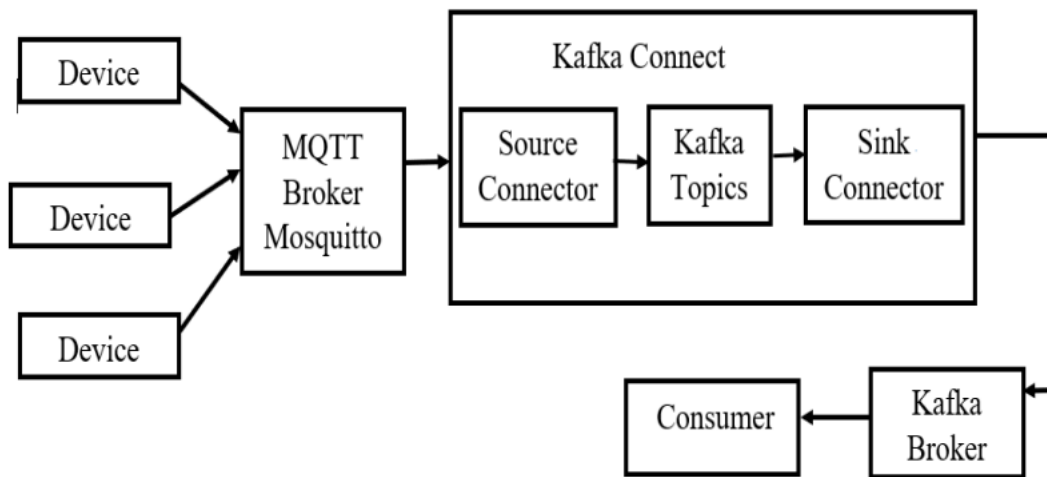 Device
Device
Device
MQTT
Broker
Mosquitto
Kafka Connect
Source
Connector
Kafka
Topics
Sink
Connector
Consumer
Kafka
Broker